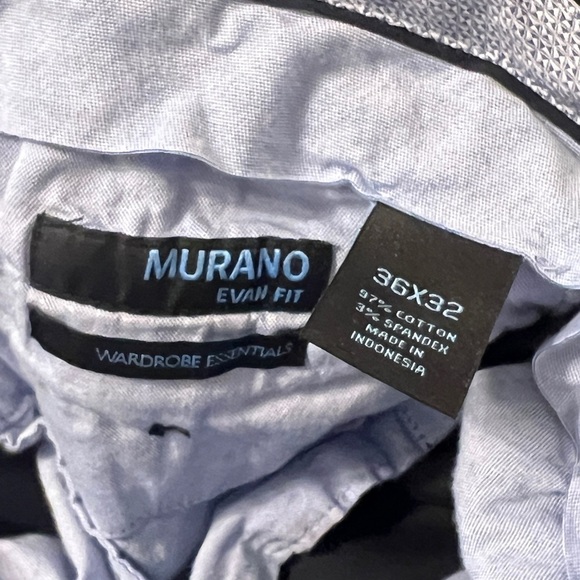 MURANO
EVAN FIT
WARDROBE ESSENTIALS
36X32
97% COTTON
3% SPANDEX
MADE IN
INDONESIA